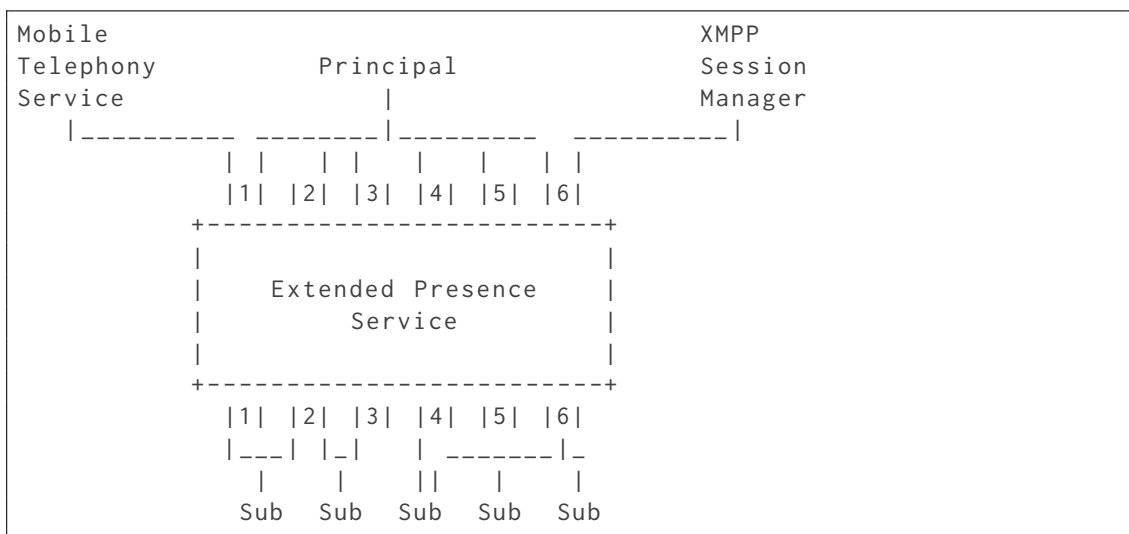 Mobile                                            XMPP
Telephony            Principal                    Session
Service                  |                        Manager
   |__________ ________|_________  __________|
             | |   | |   |   |   | |
             |1| |2| |3| |4| |5| |6|
           +-------------------------+
           |                         |
           |    Extended Presence    |
           |         Service         |
           |                         |
           +-------------------------+
             |1| |2| |3| |4| |5| |6|
             |___| |_|   | _______|_
               |    |    ||   |    |
              Sub  Sub  Sub  Sub  Sub